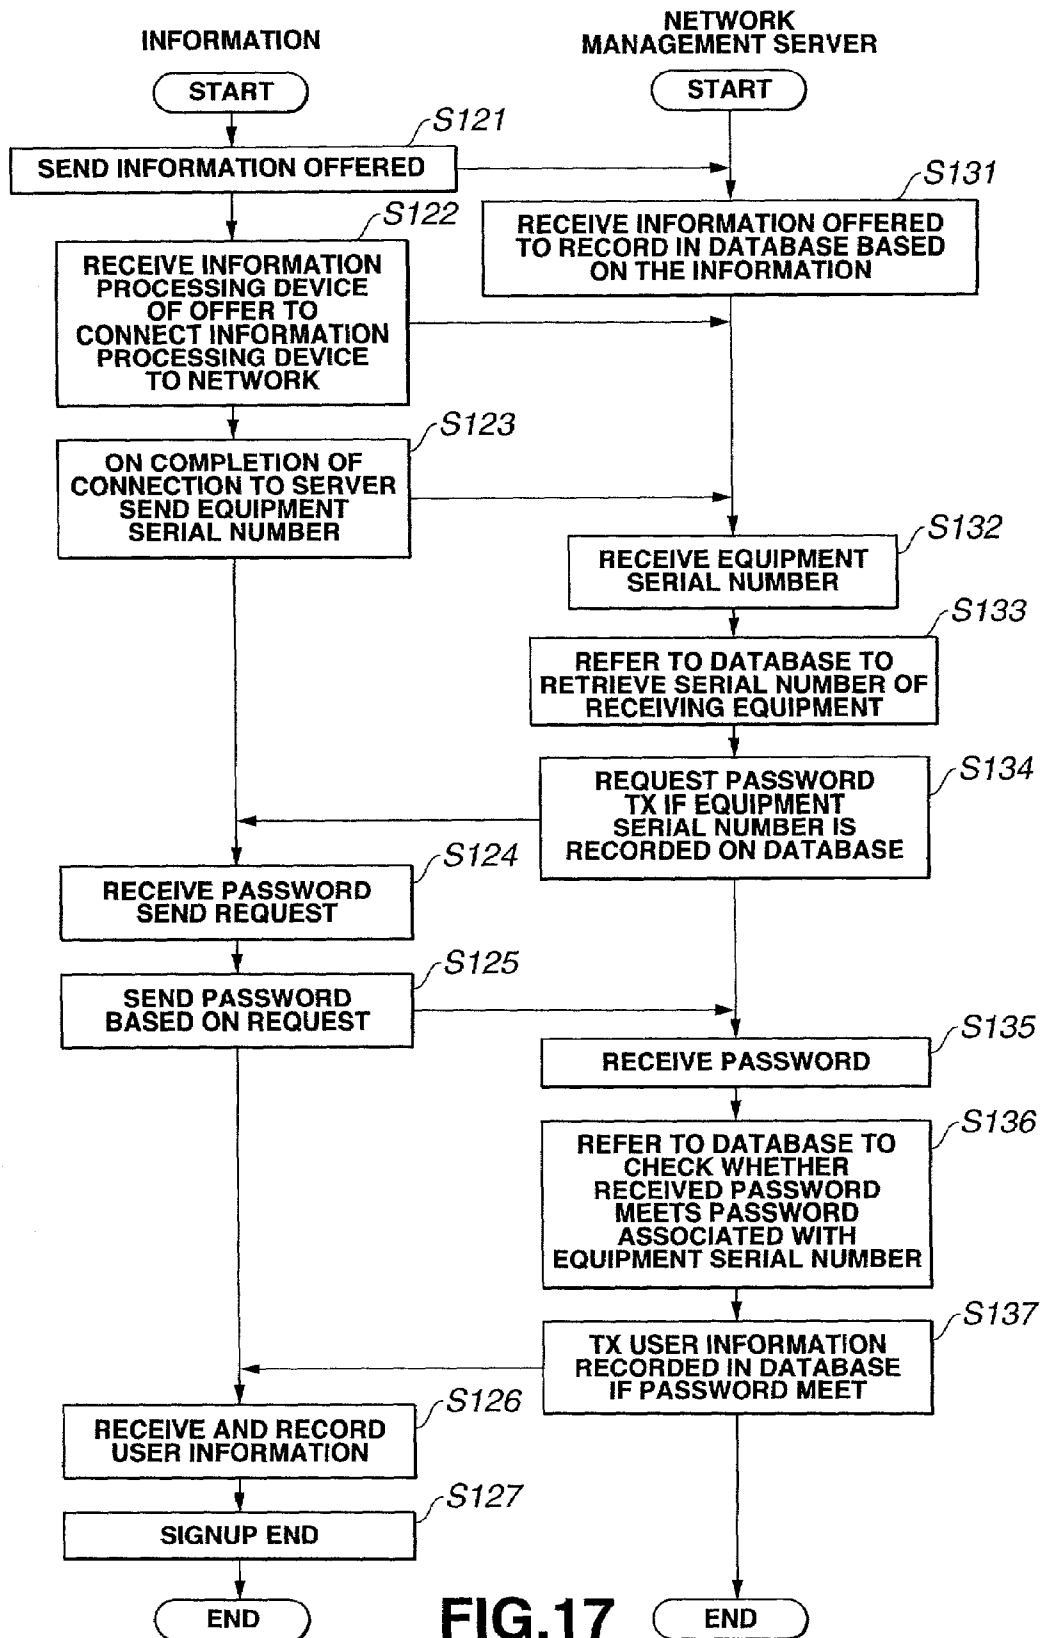 INFORMATION
START
S121
SEND INFORMATION OFFERED
S122
RECEIVE INFORMATION
PROCESSING DEVICE
OF OFFER TO
CONNECT INFORMATION
PROCESSING DEVICE
TO NETWORK
S123
ON COMPLETION OF
CONNECTION TO SERVER
SEND EQUIPMENT
SERIAL NUMBER
S124
RECEIVE PASSWORD
SEND REQUEST
S125
SEND PASSWORD
BASED ON REQUEST
S126
RECEIVE AND RECORD
USER INFORMATION
S127
SIGNUP END
END
NETWORK
MANAGEMENT SERVER
START
S131
RECEIVE INFORMATION OFFERED
TO RECORD IN DATABASE BASED
ON THE INFORMATION
S132
RECEIVE EQUIPMENT
SERIAL NUMBER
S133
REFER TO DATABASE TO
RETRIEVE SERIAL NUMBER OF
RECEIVING EQUIPMENT
S134
REQUEST PASSWORD
TX IF EQUIPMENT
SERIAL NUMBER IS
RECORDED ON DATABASE
S135
RECEIVE PASSWORD
S136
REFER TO DATABASE TO
CHECK WHETHER
RECEIVED PASSWORD
MEETS PASSWORD
ASSOCIATED WITH
EQUIPMENT SERIAL NUMBER
S137
TX USER INFORMATION
RECORDED IN DATABASE
IF PASSWORD MEET
END
FIG.17